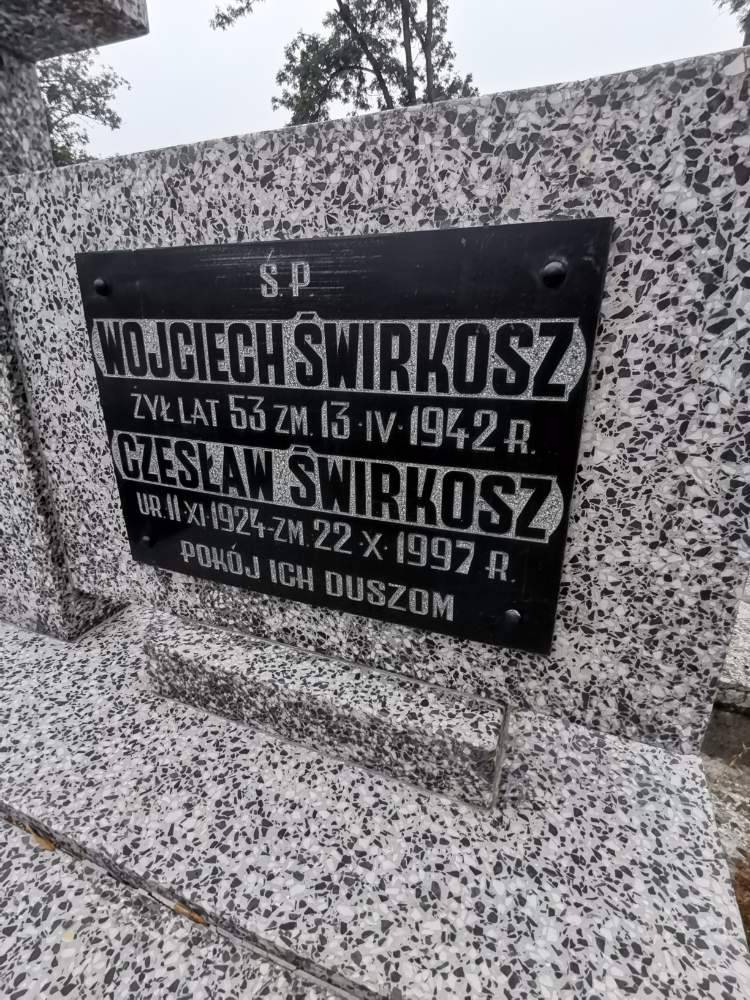 Ś.P.
WOJCIECH ŚWIRKOSZ
ŻYŁ LAT 53 ZM. 13·IV·1942 R.
CZESŁAW ŚWIRKOSZ
UR. 11·XI·1924-ZM. 22·X·1997 R.
POKÓJ ICH DUSZOM